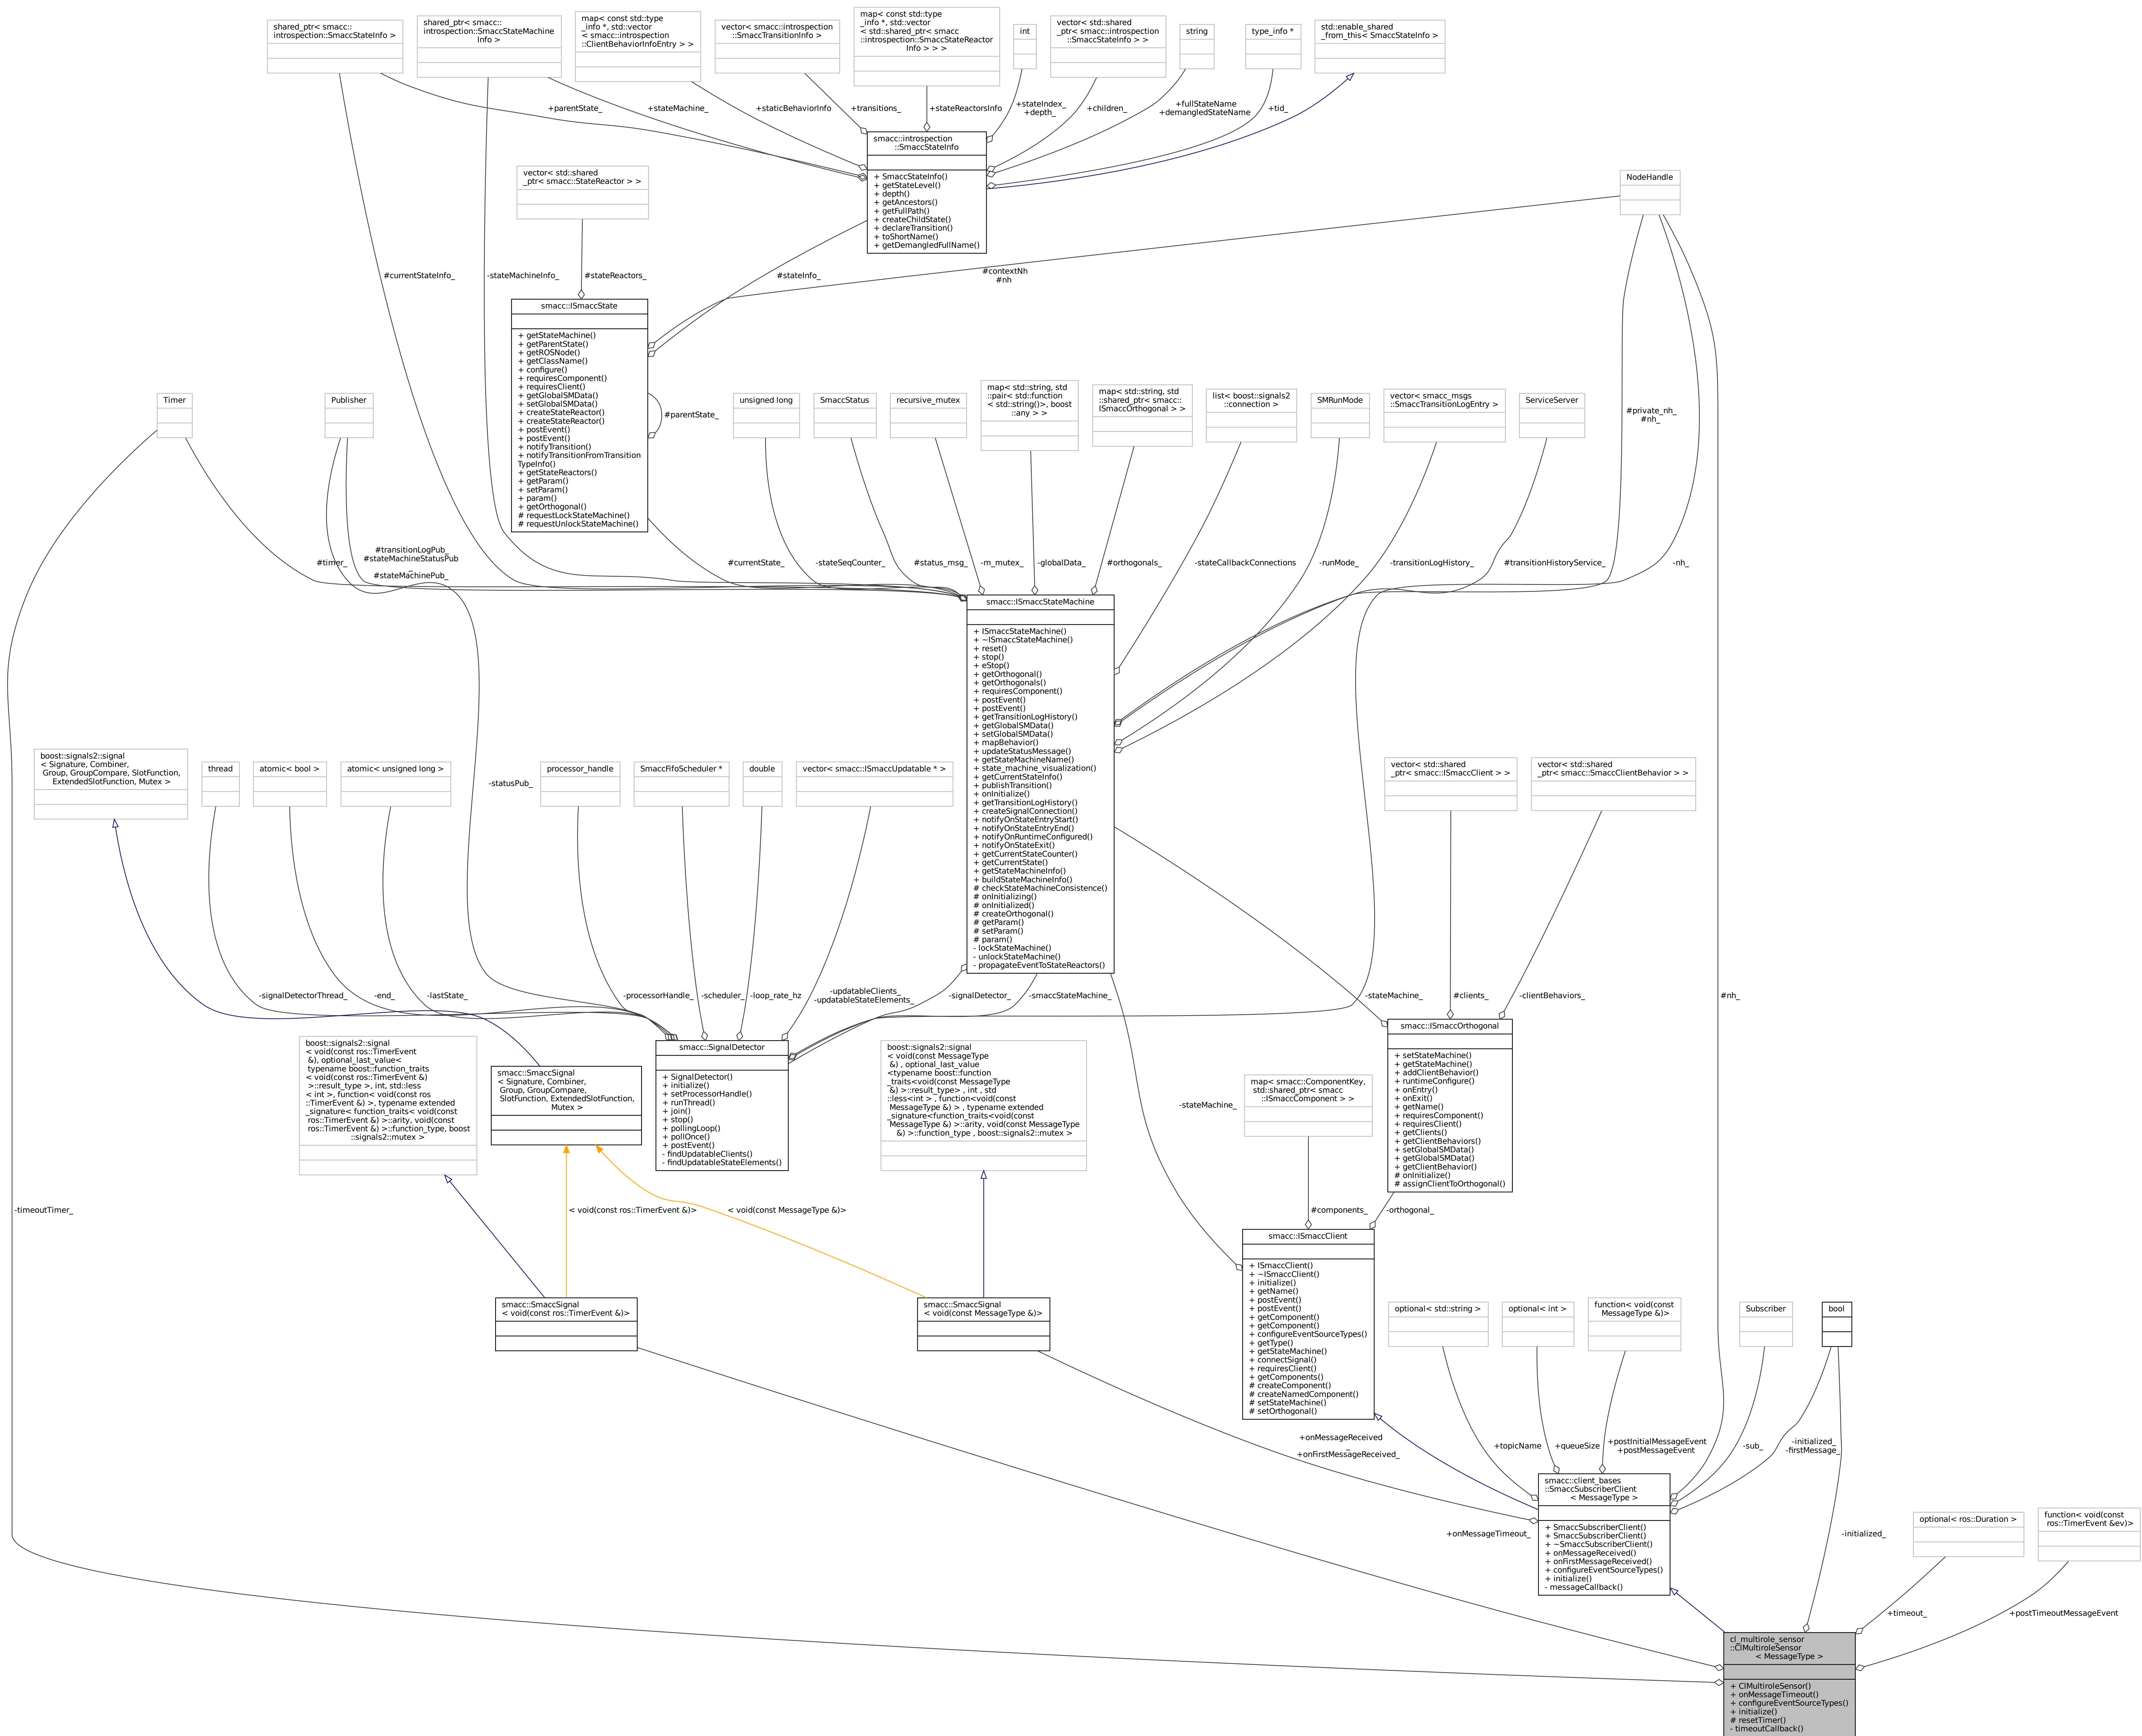 shared_ptr< smacc::
introspection::SmaccStateInfo >
shared_ptr< smacc::
introspection::SmaccStateMachine
Info >
map< const std::type
_info *, std::vector
< smacc::introspection
::ClientBehaviorInfoEntry > >
vector< smacc::introspection
::SmaccTransitionInfo >
map< const std::type
_info *, std::vector
< std::shared_ptr< smacc
::introspection::SmaccStateReactor
Info > > >
int
vector< std::shared
_ptr< smacc::introspection
::SmaccStateInfo > >
string
type_info *
std::enable_shared
_from_this< SmaccStateInfo >
+parentState_
+stateMachine_
+staticBehaviorInfo
+transitions_
+stateReactorsInfo
+stateIndex_
+depth_
+children_
+fullStateName
+demangledStateName
+tid_
smacc::introspection
::SmaccStateInfo
+ SmaccStateInfo()
+ getStateLevel()
+ depth()
+ getAncestors()
+ getFullPath()
+ createChildState()
+ declareTransition()
+ toShortName()
+ getDemangledFullName()
vector< std::shared
_ptr< smacc::StateReactor > >
NodeHandle
#currentStateInfo_
-stateMachineInfo_
#stateReactors_
#stateInfo_
#contextNh
#nh
smacc::ISmaccState
+ getStateMachine()
+ getParentState()
+ getROSNode()
+ getClassName()
+ configure()
+ requiresComponent()
+ requiresClient()
+ getGlobalSMData()
+ setGlobalSMData()
+ createStateReactor()
+ createStateReactor()
+ postEvent()
+ postEvent()
+ notifyTransition()
+ notifyTransitionFromTransition
TypeInfo()
+ getStateReactors()
+ getParam()
+ setParam()
+ param()
+ getOrthogonal()
# requestLockStateMachine()
# requestUnlockStateMachine()
#parentState_
Timer
Publisher
unsigned long
SmaccStatus
recursive_mutex
map< std::string, std
::pair< std::function
< std::string()>, boost
::any > >
map< std::string, std
::shared_ptr< smacc::
ISmaccOrthogonal > >
list< boost::signals2
::connection >
SMRunMode
vector< smacc_msgs
::SmaccTransitionLogEntry >
ServiceServer
#private_nh_
#nh_
#timer_
#transitionLogPub_
#stateMachineStatusPub
_
#stateMachinePub_
#currentState_
-stateSeqCounter_
#status_msg_
-m_mutex_
-globalData_
#orthogonals_
-stateCallbackConnections
-runMode_
-transitionLogHistory_
#transitionHistoryService_
-nh_
smacc::ISmaccStateMachine
+ ISmaccStateMachine()
+ ~ISmaccStateMachine()
+ reset()
+ stop()
+ eStop()
+ getOrthogonal()
+ getOrthogonals()
+ requiresComponent()
+ postEvent()
+ postEvent()
+ getTransitionLogHistory()
+ getGlobalSMData()
+ setGlobalSMData()
+ mapBehavior()
+ updateStatusMessage()
+ getStateMachineName()
+ state_machine_visualization()
+ getCurrentStateInfo()
+ publishTransition()
+ onInitialize()
+ getTransitionLogHistory()
+ createSignalConnection()
+ notifyOnStateEntryStart()
+ notifyOnStateEntryEnd()
+ notifyOnRuntimeConfigured()
+ notifyOnStateExit()
+ getCurrentStateCounter()
+ getCurrentState()
+ getStateMachineInfo()
+ buildStateMachineInfo()
# checkStateMachineConsistence()
# onInitializing()
# onInitialized()
# createOrthogonal()
# getParam()
# setParam()
# param()
- lockStateMachine()
- unlockStateMachine()
- propagateEventToStateReactors()
boost::signals2::signal
< Signature, Combiner,
Group, GroupCompare, SlotFunction,
ExtendedSlotFunction, Mutex >
thread
atomic< bool >
atomic< unsigned long >
-statusPub_
processor_handle
SmaccFifoScheduler *
double
vector< smacc::ISmaccUpdatable * >
vector< std::shared
_ptr< smacc::ISmaccClient > >
vector< std::shared
_ptr< smacc::SmaccClientBehavior > >
-signalDetectorThread_
-end_
-lastState_
-processorHandle_
-scheduler_
-loop_rate_hz
-updatableClients_
-updatableStateElements_
-signalDetector_
-smaccStateMachine_
-stateMachine_
#clients_
-clientBehaviors_
#nh_
boost::signals2::signal
< void(const ros::TimerEvent
&), optional_last_value<
typename boost::function_traits
< void(const ros::TimerEvent &)
>::result_type >, int, std::less
< int >, function< void(const ros
::TimerEvent &) >, typename extended
_signature< function_traits< void(const
ros::TimerEvent &) >::arity, void(const
ros::TimerEvent &) >::function_type, boost
::signals2::mutex >
smacc::SmaccSignal
< Signature, Combiner,
Group, GroupCompare,
SlotFunction, ExtendedSlotFunction,
Mutex >
smacc::SignalDetector
+ SignalDetector()
+ initialize()
+ setProcessorHandle()
+ runThread()
+ join()
+ stop()
+ pollingLoop()
+ pollOnce()
+ postEvent()
- findUpdatableClients()
- findUpdatableStateElements()
boost::signals2::signal
< void(const MessageType
&) , optional_last_value
<typename boost::function
_traits<void(const MessageType
&) >::result_type> , int , std
::less<int > , function<void(const
MessageType &) > , typename extended
_signature<function_traits<void(const
MessageType &) >::arity, void(const MessageType
&) >::function_type , boost::signals2::mutex >
smacc::ISmaccOrthogonal
+ setStateMachine()
+ getStateMachine()
+ addClientBehavior()
+ runtimeConfigure()
+ onEntry()
+ onExit()
+ getName()
+ requiresComponent()
+ requiresClient()
+ getClients()
+ getClientBehaviors()
+ setGlobalSMData()
+ getGlobalSMData()
+ getClientBehavior()
# onInitialize()
# assignClientToOrthogonal()
-stateMachine_
map< smacc::ComponentKey,
std::shared_ptr< smacc
::ISmaccComponent > >
-timeoutTimer_
< void(const ros::TimerEvent &)>
< void(const MessageType &)>
#components_
-orthogonal_
smacc::ISmaccClient
+ ISmaccClient()
+ ~ISmaccClient()
+ initialize()
+ getName()
+ postEvent()
+ postEvent()
+ getComponent()
+ getComponent()
+ configureEventSourceTypes()
+ getType()
+ getStateMachine()
+ connectSignal()
+ requiresClient()
+ getComponents()
# createComponent()
# createNamedComponent()
# setStateMachine()
# setOrthogonal()
smacc::SmaccSignal
< void(const ros::TimerEvent &)>
smacc::SmaccSignal
< void(const MessageType &)>
optional< std::string >
optional< int >
function< void(const
MessageType &)>
Subscriber
bool
+onMessageReceived
_
+onFirstMessageReceived_
+topicName
+queueSize
+postInitialMessageEvent
+postMessageEvent
-sub_
-initialized_
-firstMessage_
smacc::client_bases
::SmaccSubscriberClient
< MessageType >
+ SmaccSubscriberClient()
+ SmaccSubscriberClient()
+ ~SmaccSubscriberClient()
+ onMessageReceived()
+ onFirstMessageReceived()
+ configureEventSourceTypes()
+ initialize()
- messageCallback()
+onMessageTimeout_
-initialized_
optional< ros::Duration >
function< void(const
ros::TimerEvent &ev)>
+timeout_
+postTimeoutMessageEvent
cl_multirole_sensor
::ClMultiroleSensor
< MessageType >
+ ClMultiroleSensor()
+ onMessageTimeout()
+ configureEventSourceTypes()
+ initialize()
# resetTimer()
- timeoutCallback()